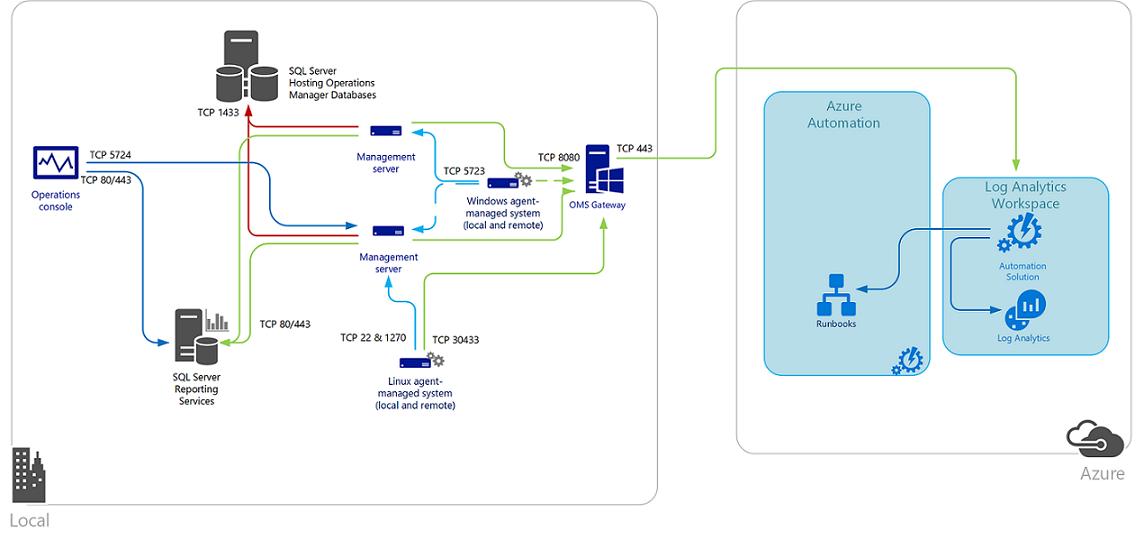 SQL Server
Hosting Operations
Manager Databases
TCP 1433
TCP 5724
TCP 80/443
Operations
console
Management
server
TCP 5723
Windows agent-
managed system
(local and remote)
TCP 8080
TCP 443
OMS Gateway
Management
server
TCP 80/443
TCP 22 & 1270
TCP 30433
SQL Server
Reporting
Services
Linux agent-
managed system
(local and remote)
Local
Azure
Automation
Log Analytics
Workspace
Automation
Solution
Runbooks
Log Analytics
Azure